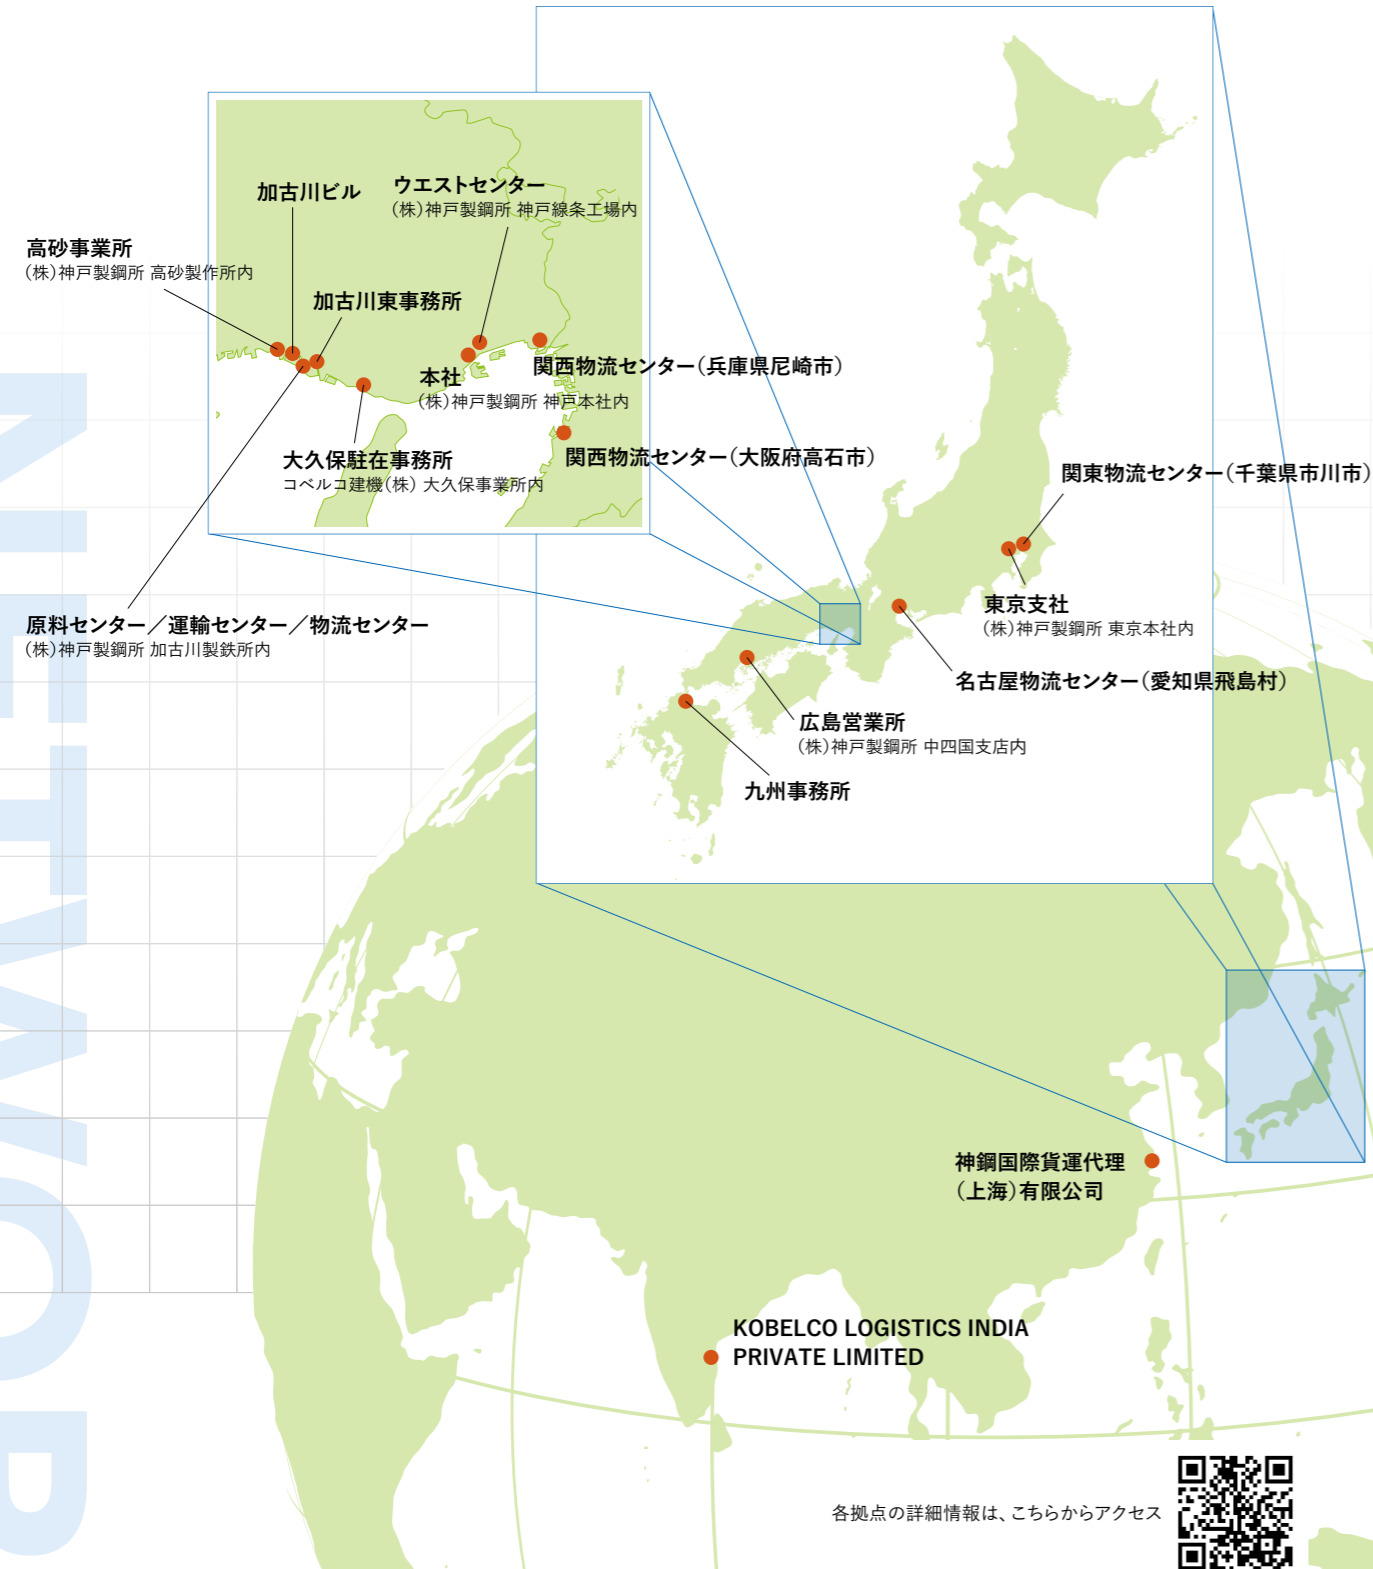 加古川ビル
ウエストセンター
(株)神戸製鋼所 神戸線条工場内
高砂事業所
(株)神戸製鋼所 高砂製作所内
加古川東事務所
関西物流センター(兵庫県尼崎市)
本社
(株)神戸製鋼所 神戸本社内
大久保駐在事務所
コベルコ建機(株) 大久保事業所内
関西物流センター(大阪府高石市)
関東物流センター(千葉県市川市)
原料センター/運輸センター/物流センター
(株)神戸製鋼所 加古川製鉄所内
東京支社
(株)神戸製鋼所 東京本社内
名古屋物流センター(愛知県飛島村)
広島営業所
(株)神戸製鋼所 中四国支店内
九州事務所
神鋼国際貨運代理
(上海)有限公司
KOBELCO LOGISTICS INDIA
PRIVATE LIMITED
各拠点の詳細情報は、こちらからアクセス
NETWOR